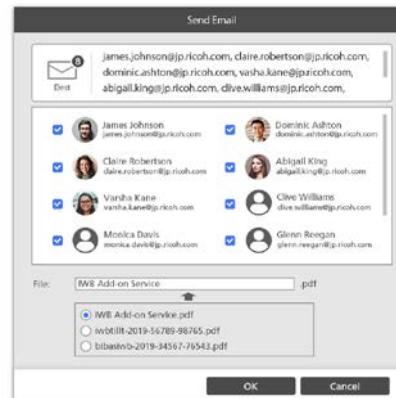 Send Email
8
Dest
james.johnson@jp.ricoh.com, claire.robertson@jp.ricoh.com,
dominic.ashton@jp.ricoh.com, vasha.kane@jp.ricoh.com,
abigail.king@jp.ricoh.com, clive.williams@jp.ricoh.com,
James Johnson
james.johnson@jp.ricoh.com
Dominic Ashton
dominic.ashton@jp.ricoh.com
Claire Robertson
claire.robertson@jp.ricoh.com
Abigail King
abigail.king@jp.ricoh.com
Varsha Kane
varsha.kane@jp.ricoh.com
Clive Williams
clive.williams@jp.ricoh.com
Monica Davis
monica.davis@jp.ricoh.com
Glenn Reegan
glenn.reegan@jp.ricoh.com
File: IWB Add-on Service .pdf
IWB Add-on Service.pdf
iwbtillt-2019-56789-98765.pdf
bibasiwb-2019-34567-76543.pdf
OK Cancel